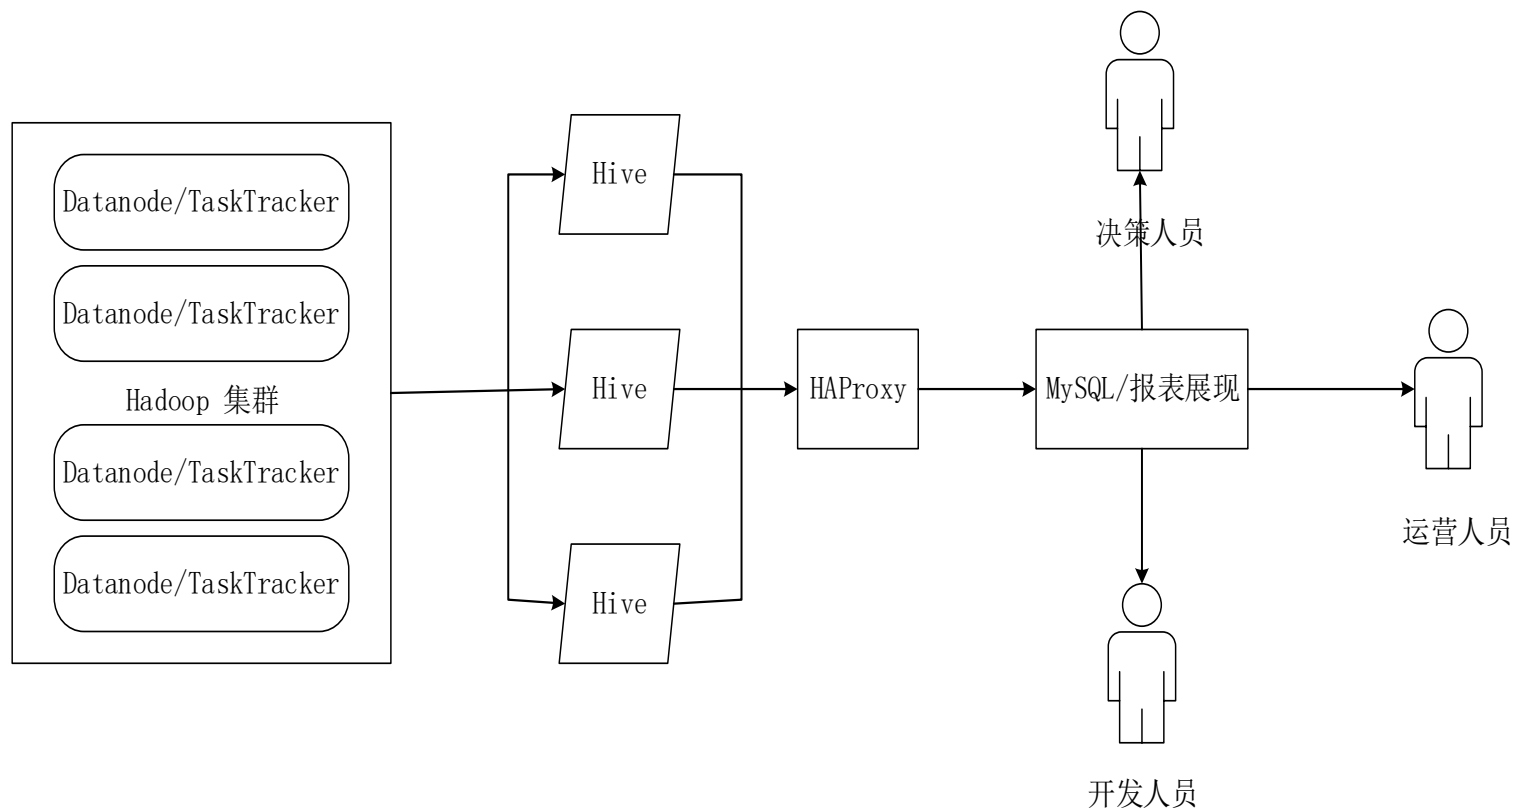 Datanode/TaskTracker
Datanode/TaskTracker
Hadoop 集群
Datanode/TaskTracker
Datanode/TaskTracker
Hive
Hive
Hive
HAProxy
MySQL/报表展现
决策人员
运营人员
开发人员